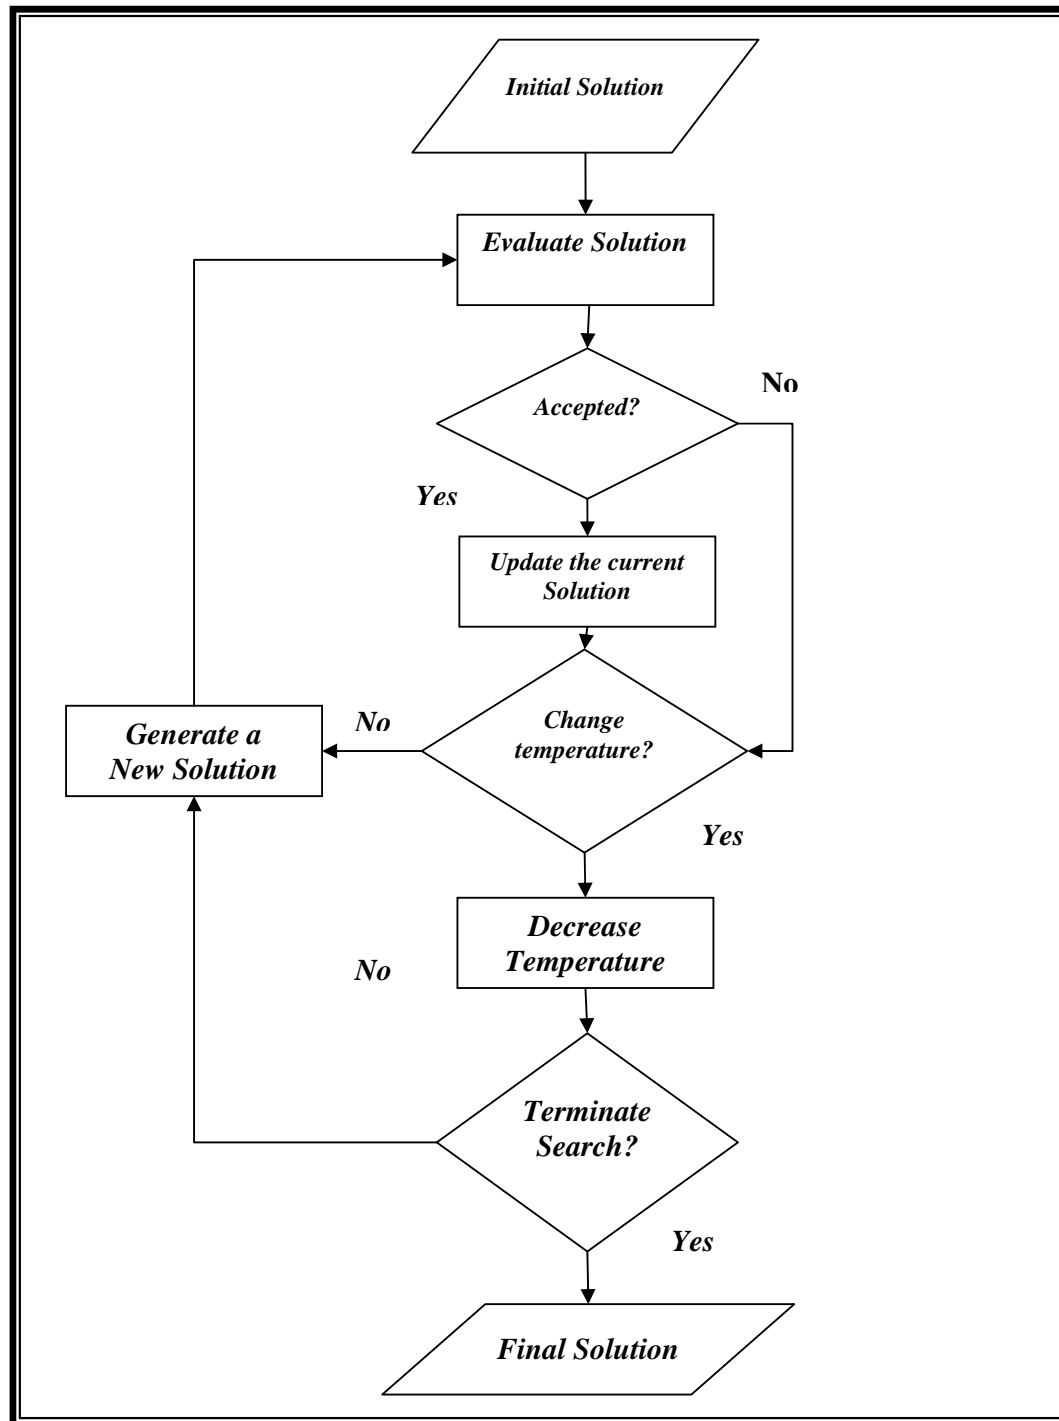 Initial Solution
Evaluate Solution
No
Accepted?
Yes
Update the current
Solution
No
Change
temperature?
Generate a
New Solution
Yes
Decrease
Temperature
No
Terminate
Search?
Yes
Final Solution